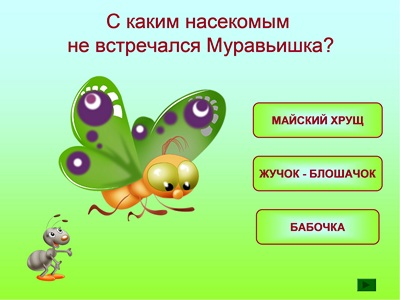 С каким насекомым
не встречался Муравьишка?
МАЙСКИЙ ХРУЩ
ЖУЧОК - БЛОШАЧОК
БАБОЧКА